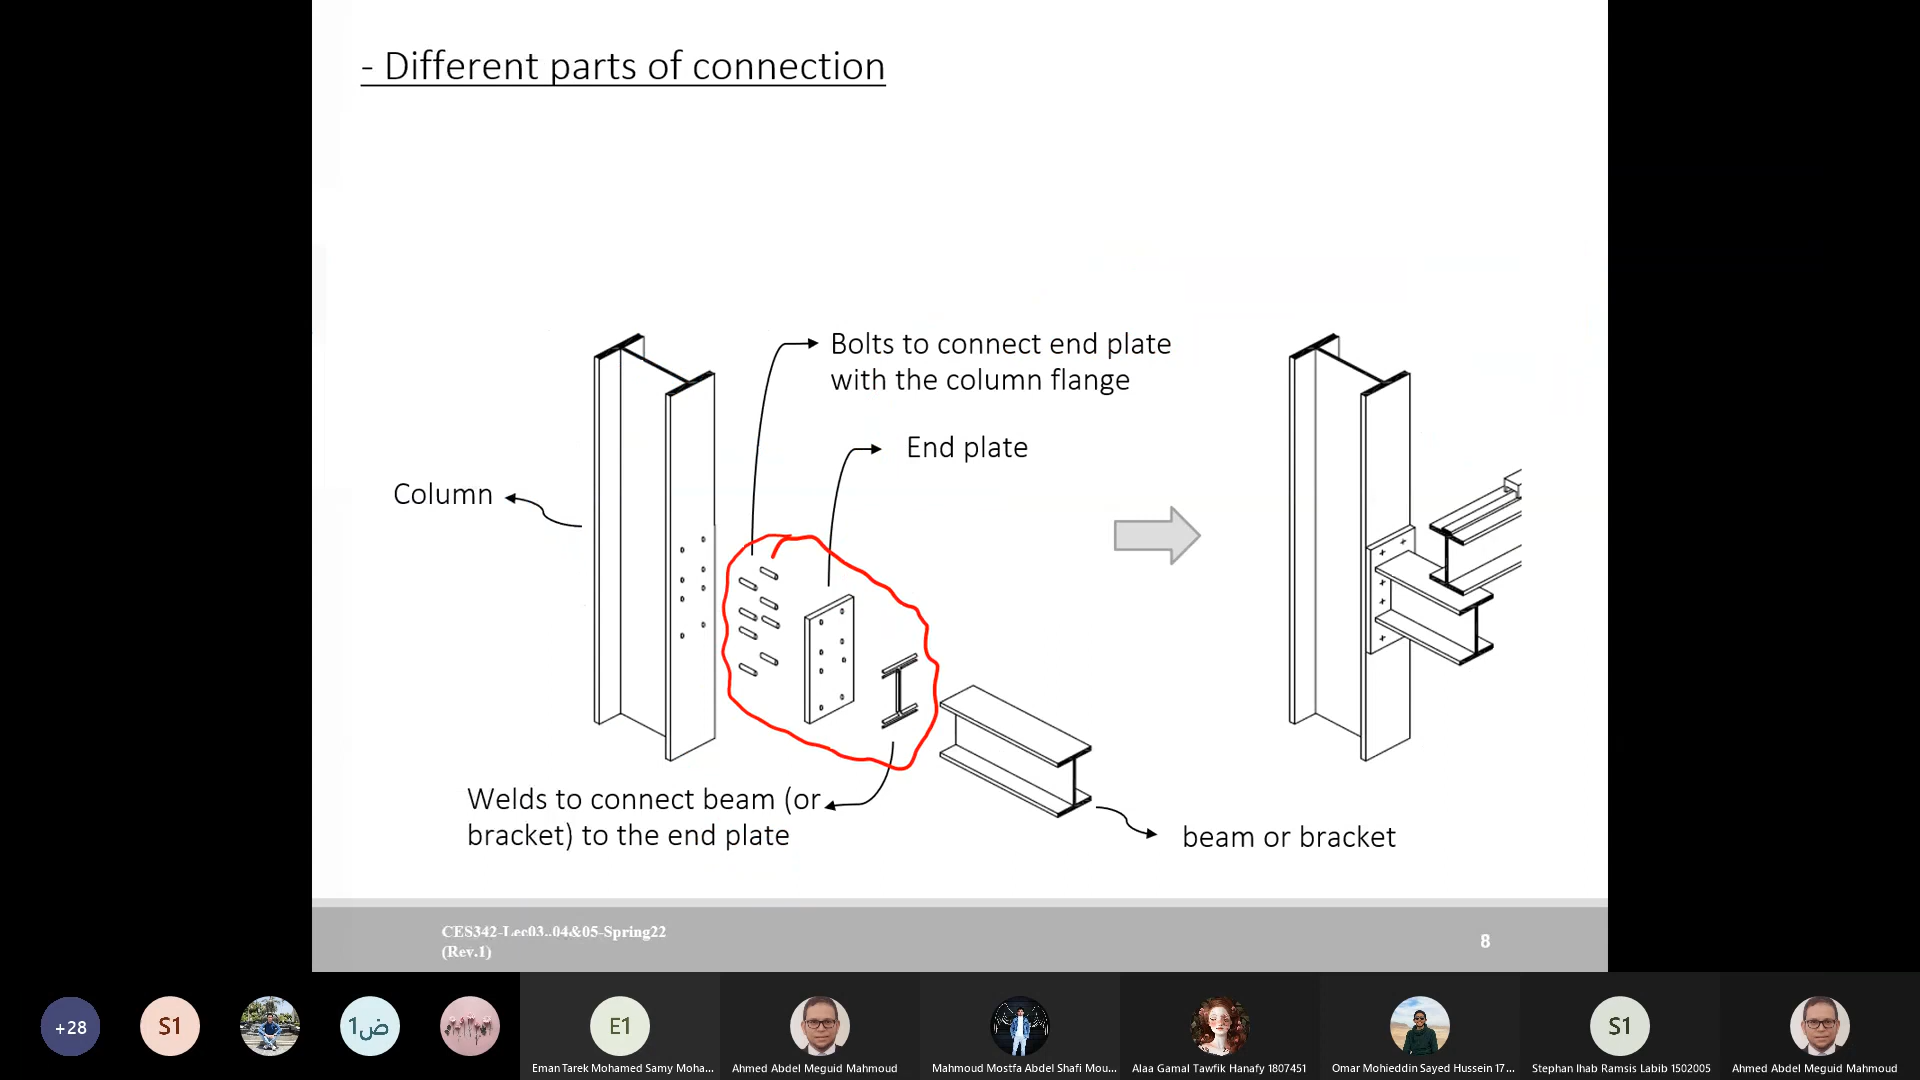 - Different parts of connection
Bolts to connect end plate
with the column flange
End plate
Column
Welds to connect beam (or
bracket) to the end plate
beam or bracket
CES342-Lec03,.04&05-Spring22
(Rev.1)
8
+28
S1
ض1
E1
S1
Eman Tarek Mohamed Samy Moha...
Ahmed Abdel Meguid Mahmoud
Mahmoud Mostfa Abdel Shafi Mou...
Alaa Gamal Tawfik Hanafy 1807451
Omar Mohieddin Sayed Hussein 17...
Stephan Ihab Ramsis Labib 1502005
Ahmed Abdel Meguid Mahmoud